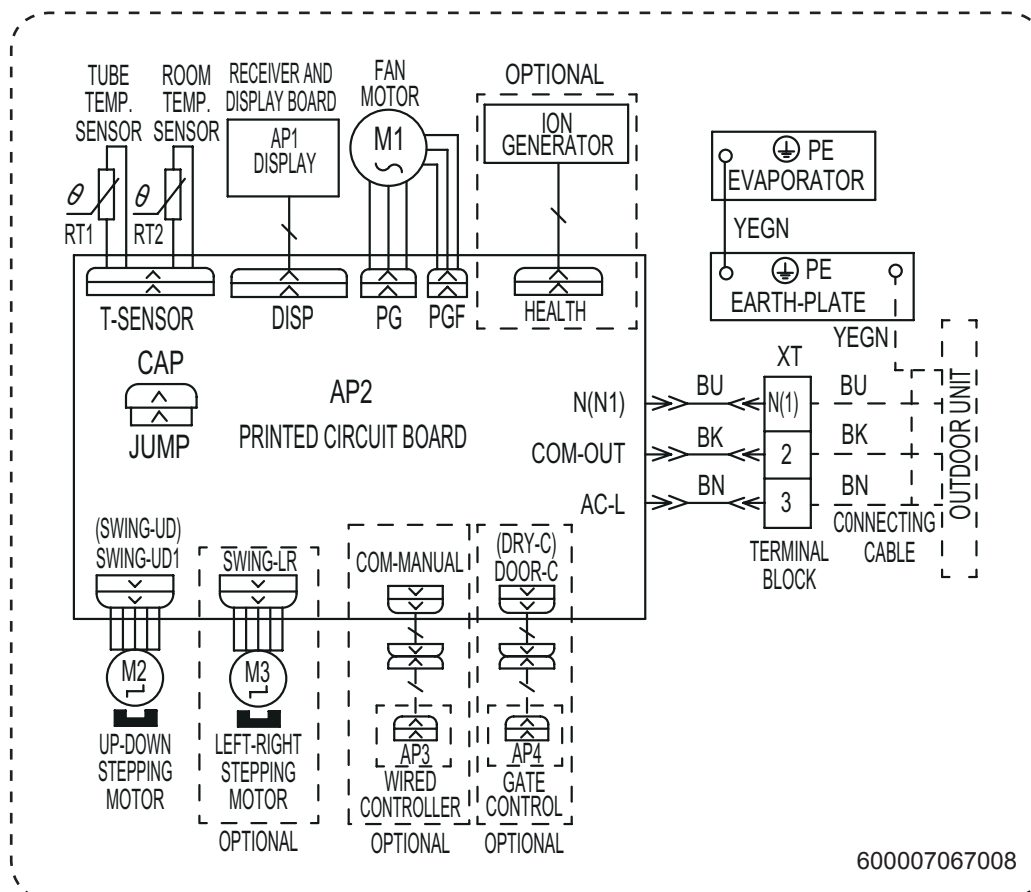 TUBE
TEMP.
SENSOR
ROOM
TEMP.
SENSOR
RECEIVER AND
DISPLAY BOARD
AP1
DISPLAY
FAN
MOTOR
M1
OPTIONAL
ION
GENERATOR
PE
EVAPORATOR
YEGN
PE
EARTH-PLATE
YEGN
θ
RT1
θ
RT2
T-SENSOR
DISP
PG
PGF
HEALTH
CAP
JUMP
AP2
PRINTED CIRCUIT BOARD
N(N1)
COM-OUT
AC-L
BU
BK
BN
XT
N(1)
2
3
TERMINAL
BLOCK
BU
BK
BN
CONNECTING
CABLE
OUTDOOR UNIT
(SWING-UD)
SWING-UD1
SWING-LR
COM-MANUAL
(DRY-C)
DOOR-C
M2
UP-DOWN
STEPPING
MOTOR
M3
LEFT-RIGHT
STEPPING
MOTOR
OPTIONAL
AP3
WIRED
CONTROLLER
OPTIONAL
AP4
GATE
CONTROL
OPTIONAL
600007067008